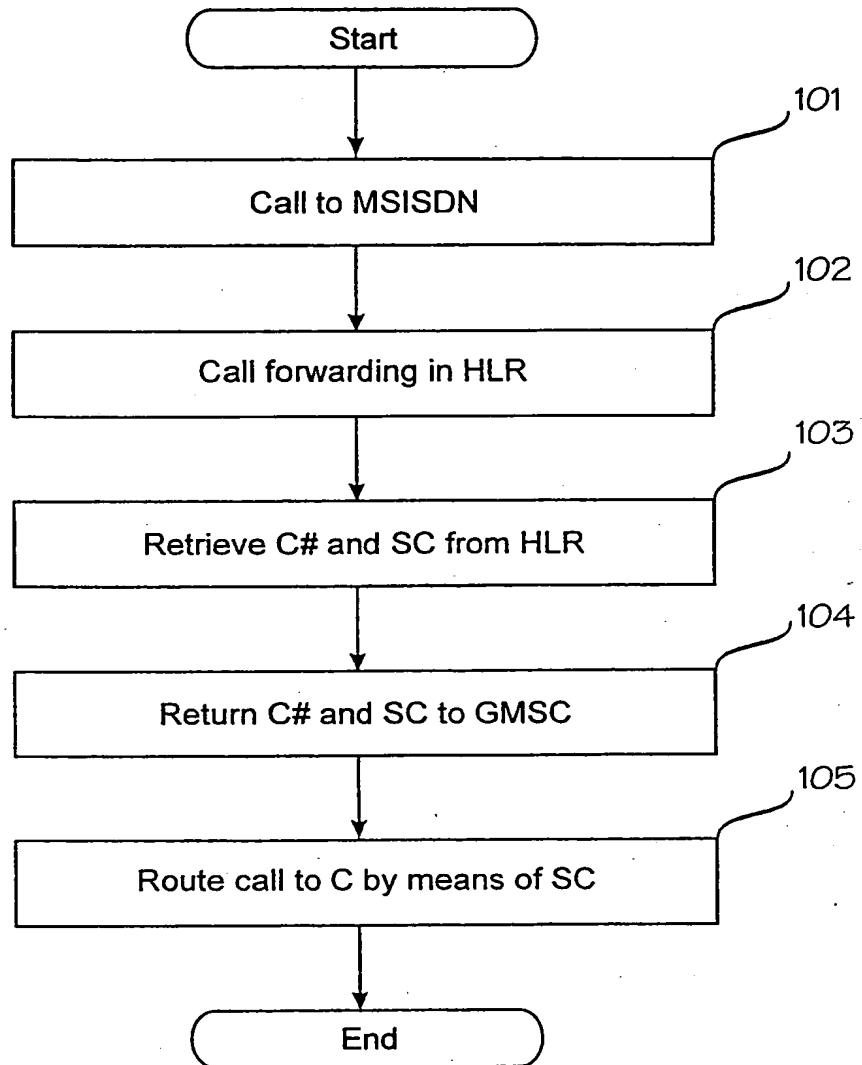 Start
101
Call to MSISDN
102
Call forwarding in HLR
103
Retrieve C# and SC from HLR
104
Return C# and SC to GMSC
105
Route call to C by means of SC
End